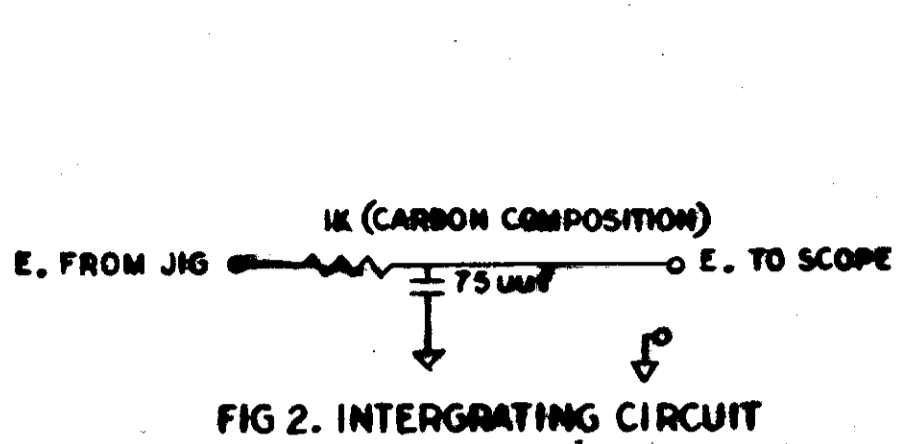 1K (CARBON COMPOSITION)
E. FROM JIG
E. TO SCOPE
75 uuf
FIG 2. INTERGRATING CIRCUIT